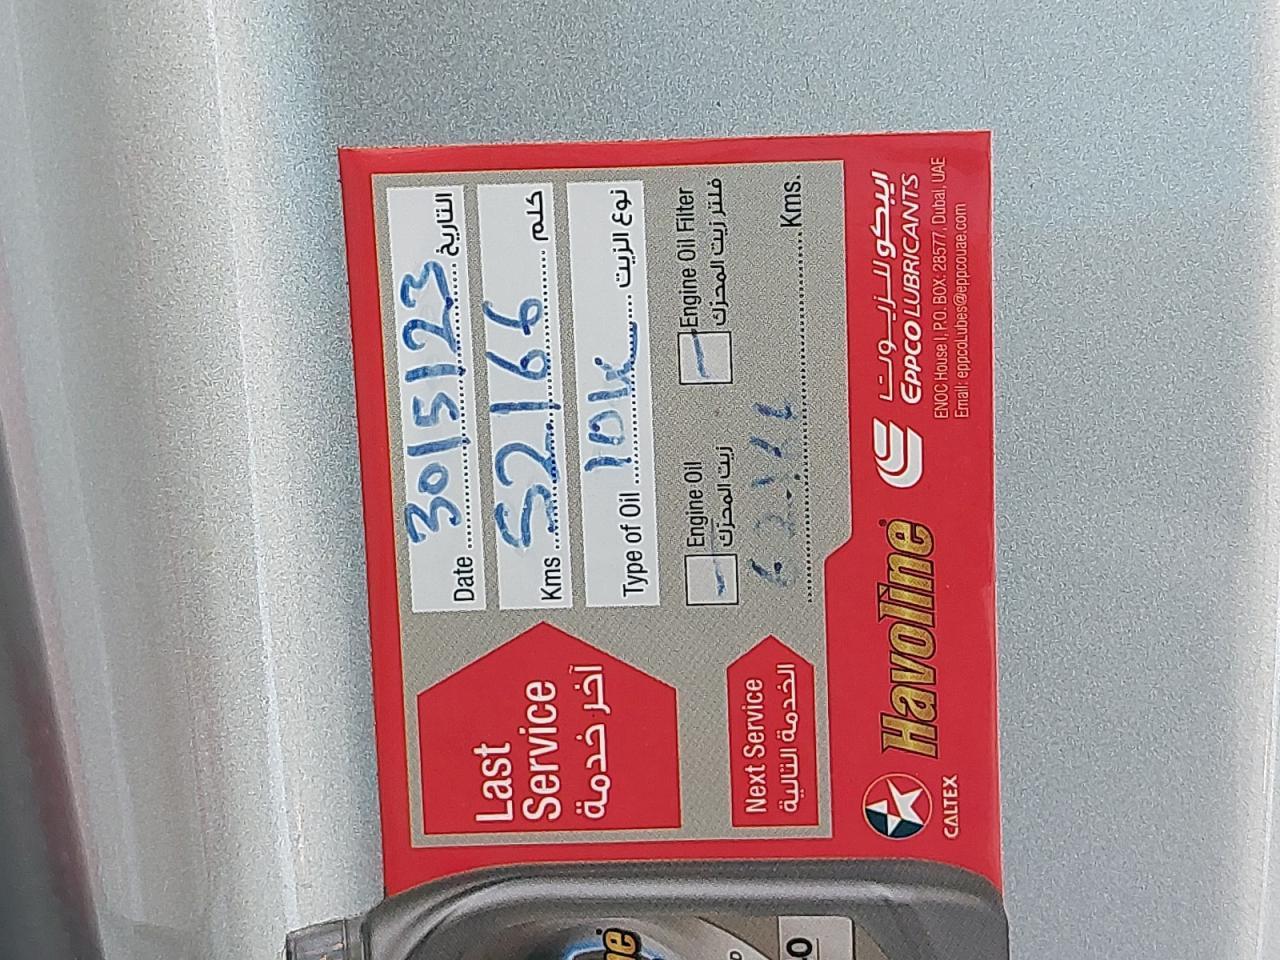 Last
Service
آخر خدمة
Date 30/5/23 التاريخ
Kms 52166 كلم
Type of Oil 10K نوع الزيت
Engine Oil Engine Oil Filter
زيت المحرّك فلتر زيت المحرّك
Next Service
الخدمة التالية
Kms.
CALTEX
Havoline
ايبكو للزيوت
EPPCO LUBRICANTS
ENOC House I, P.O. BOX: 28577, Dubai, UAE
Email: eppcoLubes@eppcouae.com